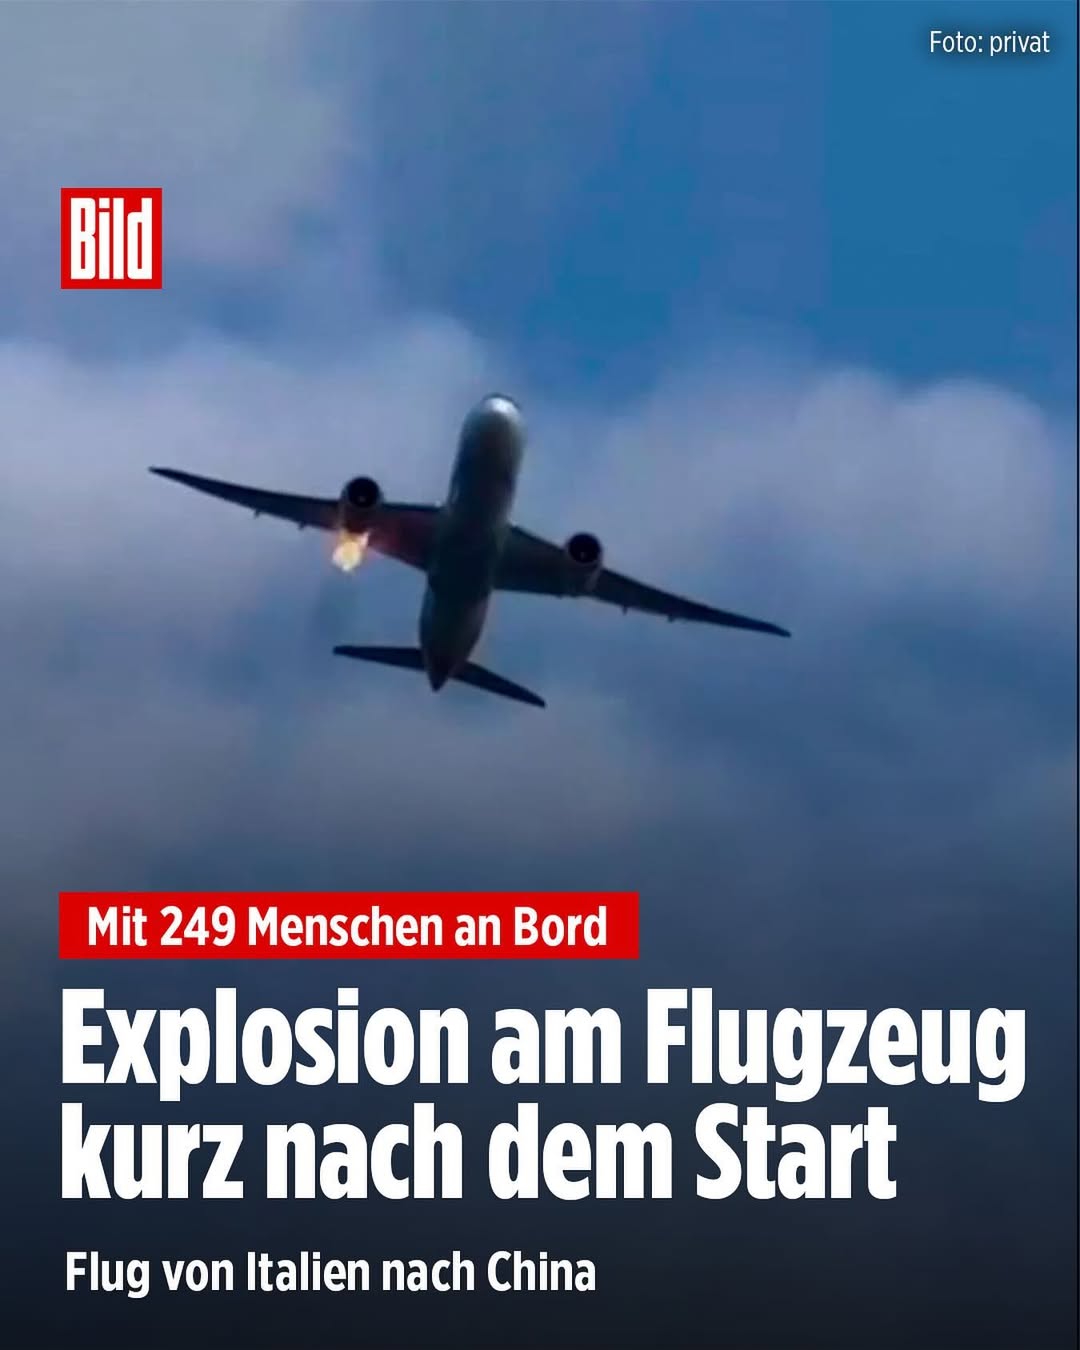 Foto: privat
Bild
Mit 249 Menschen an Bord
Explosion am Flugzeug
kurz nach dem Start
Flug von Italien nach China